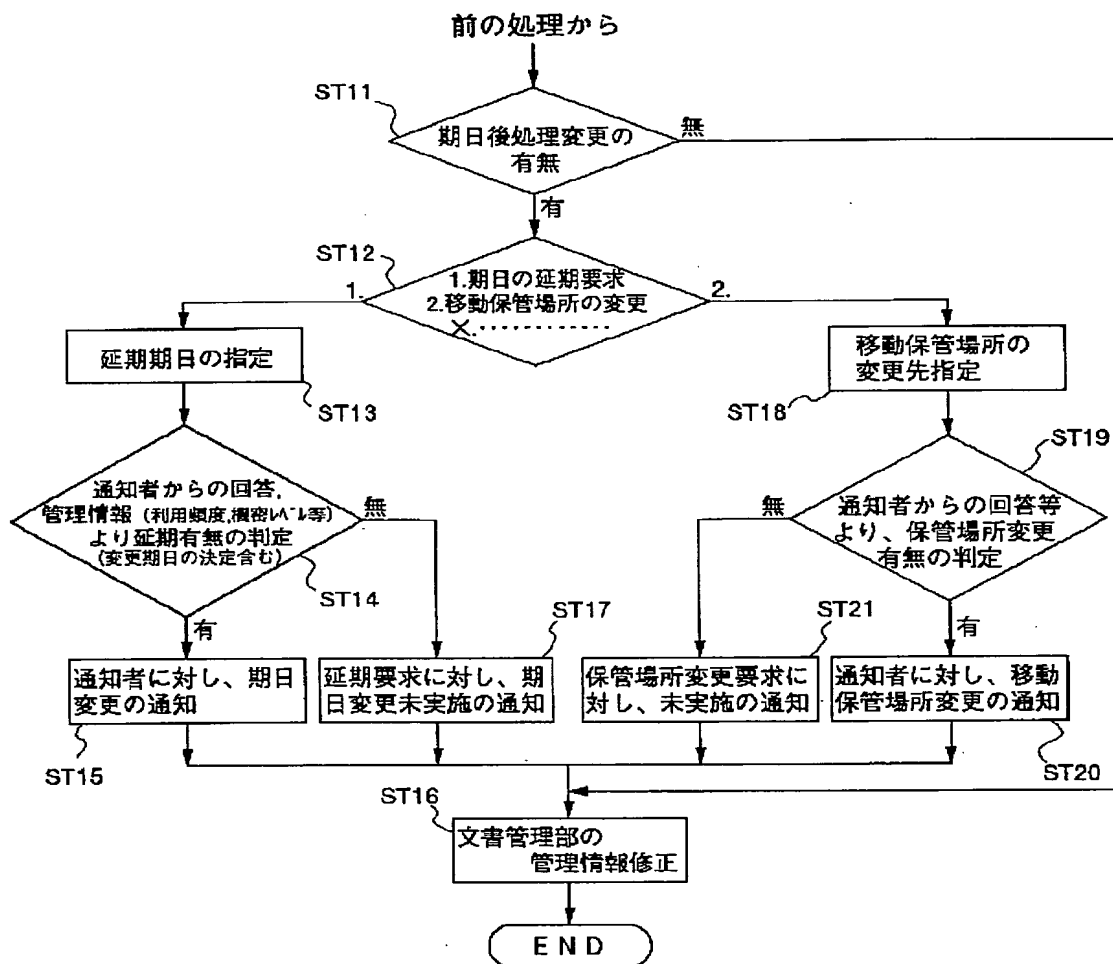 前の処理から
ST11
期日後処理変更の
有無
無
有
ST12
1.期日の延期要求
2.移動保管場所の変更
×.・・・・・・・・・・・・
1.
2.
延期期日の指定
ST13
移動保管場所の
変更先指定
ST18
通知者からの回答,
管理情報(利用頻度,機密レベル等)
より延期有無の判定
(変更期日の決定含む)
ST14
無
有
ST19
通知者からの回答等
より、保管場所変更
有無の判定
無
有
通知者に対し、期日
変更の通知
ST15
ST17
延期要求に対し、期
日変更未実施の通知
ST21
保管場所変更要求に
対し、未実施の通知
通知者に対し、移動
保管場所変更の通知
ST20
ST16
文書管理部の
管理情報修正
END